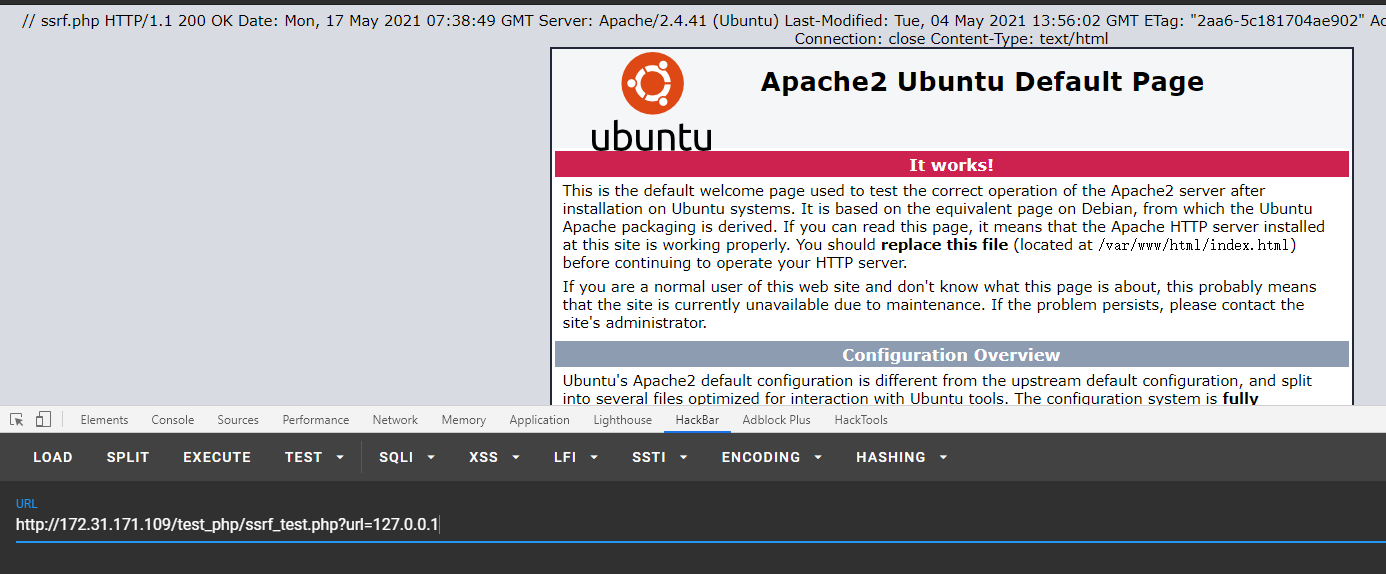 // ssrf.php HTTP/1.1 200 OK Date: Mon, 17 May 2021 07:38:49 GMT Server: Apache/2.4.41 (Ubuntu) Last-Modified: Tue, 04 May 2021 13:56:02 GMT ETag: "2aa6-5c181704ae902"
Connection: close Content-Type: text/html
ubuntu
Apache2 Ubuntu Default Page
It works!
This is the default welcome page used to test the correct operation of the Apache2 server after
installation on Ubuntu systems. It is based on the equivalent page on Debian, from which the Ubuntu
Apache packaging is derived. If you can read this page, it means that the Apache HTTP server installed
at this site is working properly. You should replace this file (located at /var/www/html/index.html)
before continuing to operate your HTTP server.
If you are a normal user of this web site and don't know what this page is about, this probably means
that the site is currently unavailable due to maintenance. If the problem persists, please contact the
site's administrator.
Configuration Overview
Ubuntu's Apache2 default configuration is different from the upstream default configuration, and split
into several files optimized for interaction with Ubuntu tools. The configuration system is fully
Elements Console Sources Performance Network Memory Application Lighthouse HackBar Adblock Plus HackTools
LOAD SPLIT EXECUTE TEST SQLI XSS LFI SSTI ENCODING HASHING
URL
http://172.31.171.109/test_php/ssrf_test.php?url=127.0.0.1